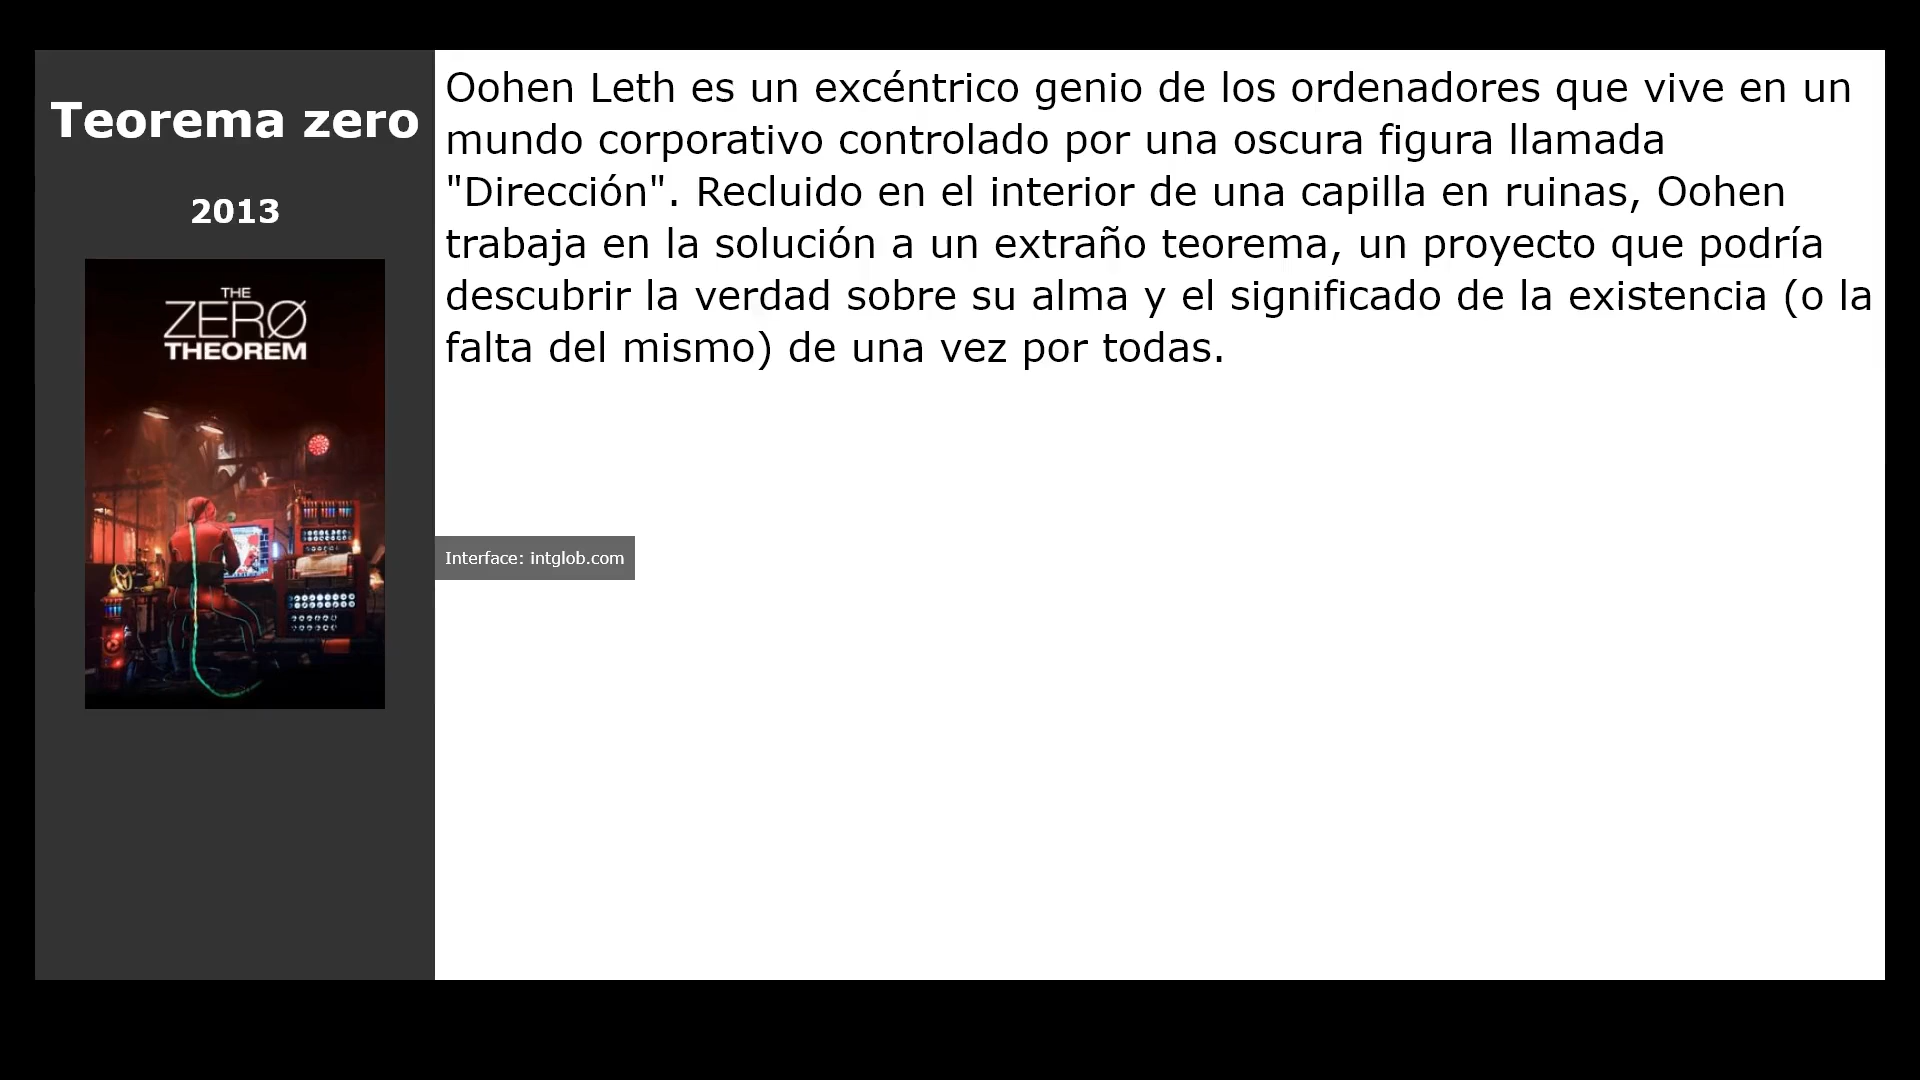 Teorema zero
2013
THE
ZERØ
THEOREM
Oohen Leth es un excéntrico genio de los ordenadores que vive en un
mundo corporativo controlado por una oscura figura llamada
"Dirección". Recluido en el interior de una capilla en ruinas, Oohen
trabaja en la solución a un extraño teorema, un proyecto que podría
descubrir la verdad sobre su alma y el significado de la existencia (o la
falta del mismo) de una vez por todas.
Interface: intglob.com